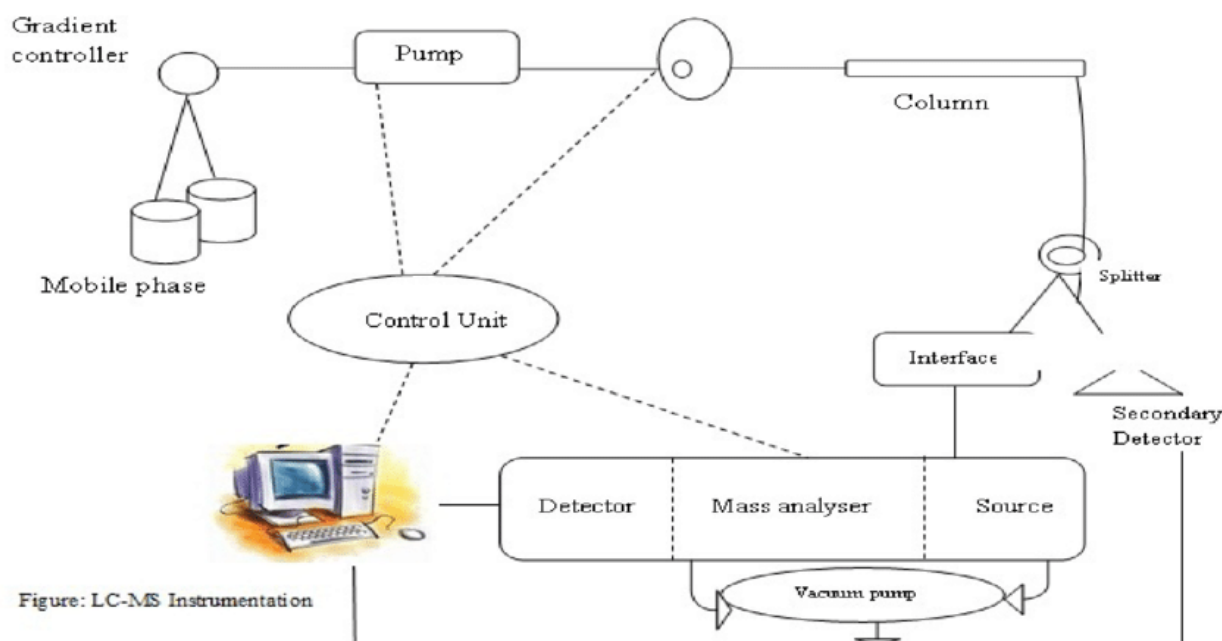 Gradient
controller
Pump
Column
Mobile phase
Splitter
Control Unit
Interface
Secondary
Detector
Detector
Mass analyser
Source
Vacuum pump
Figure: LC-MS Instrumentation